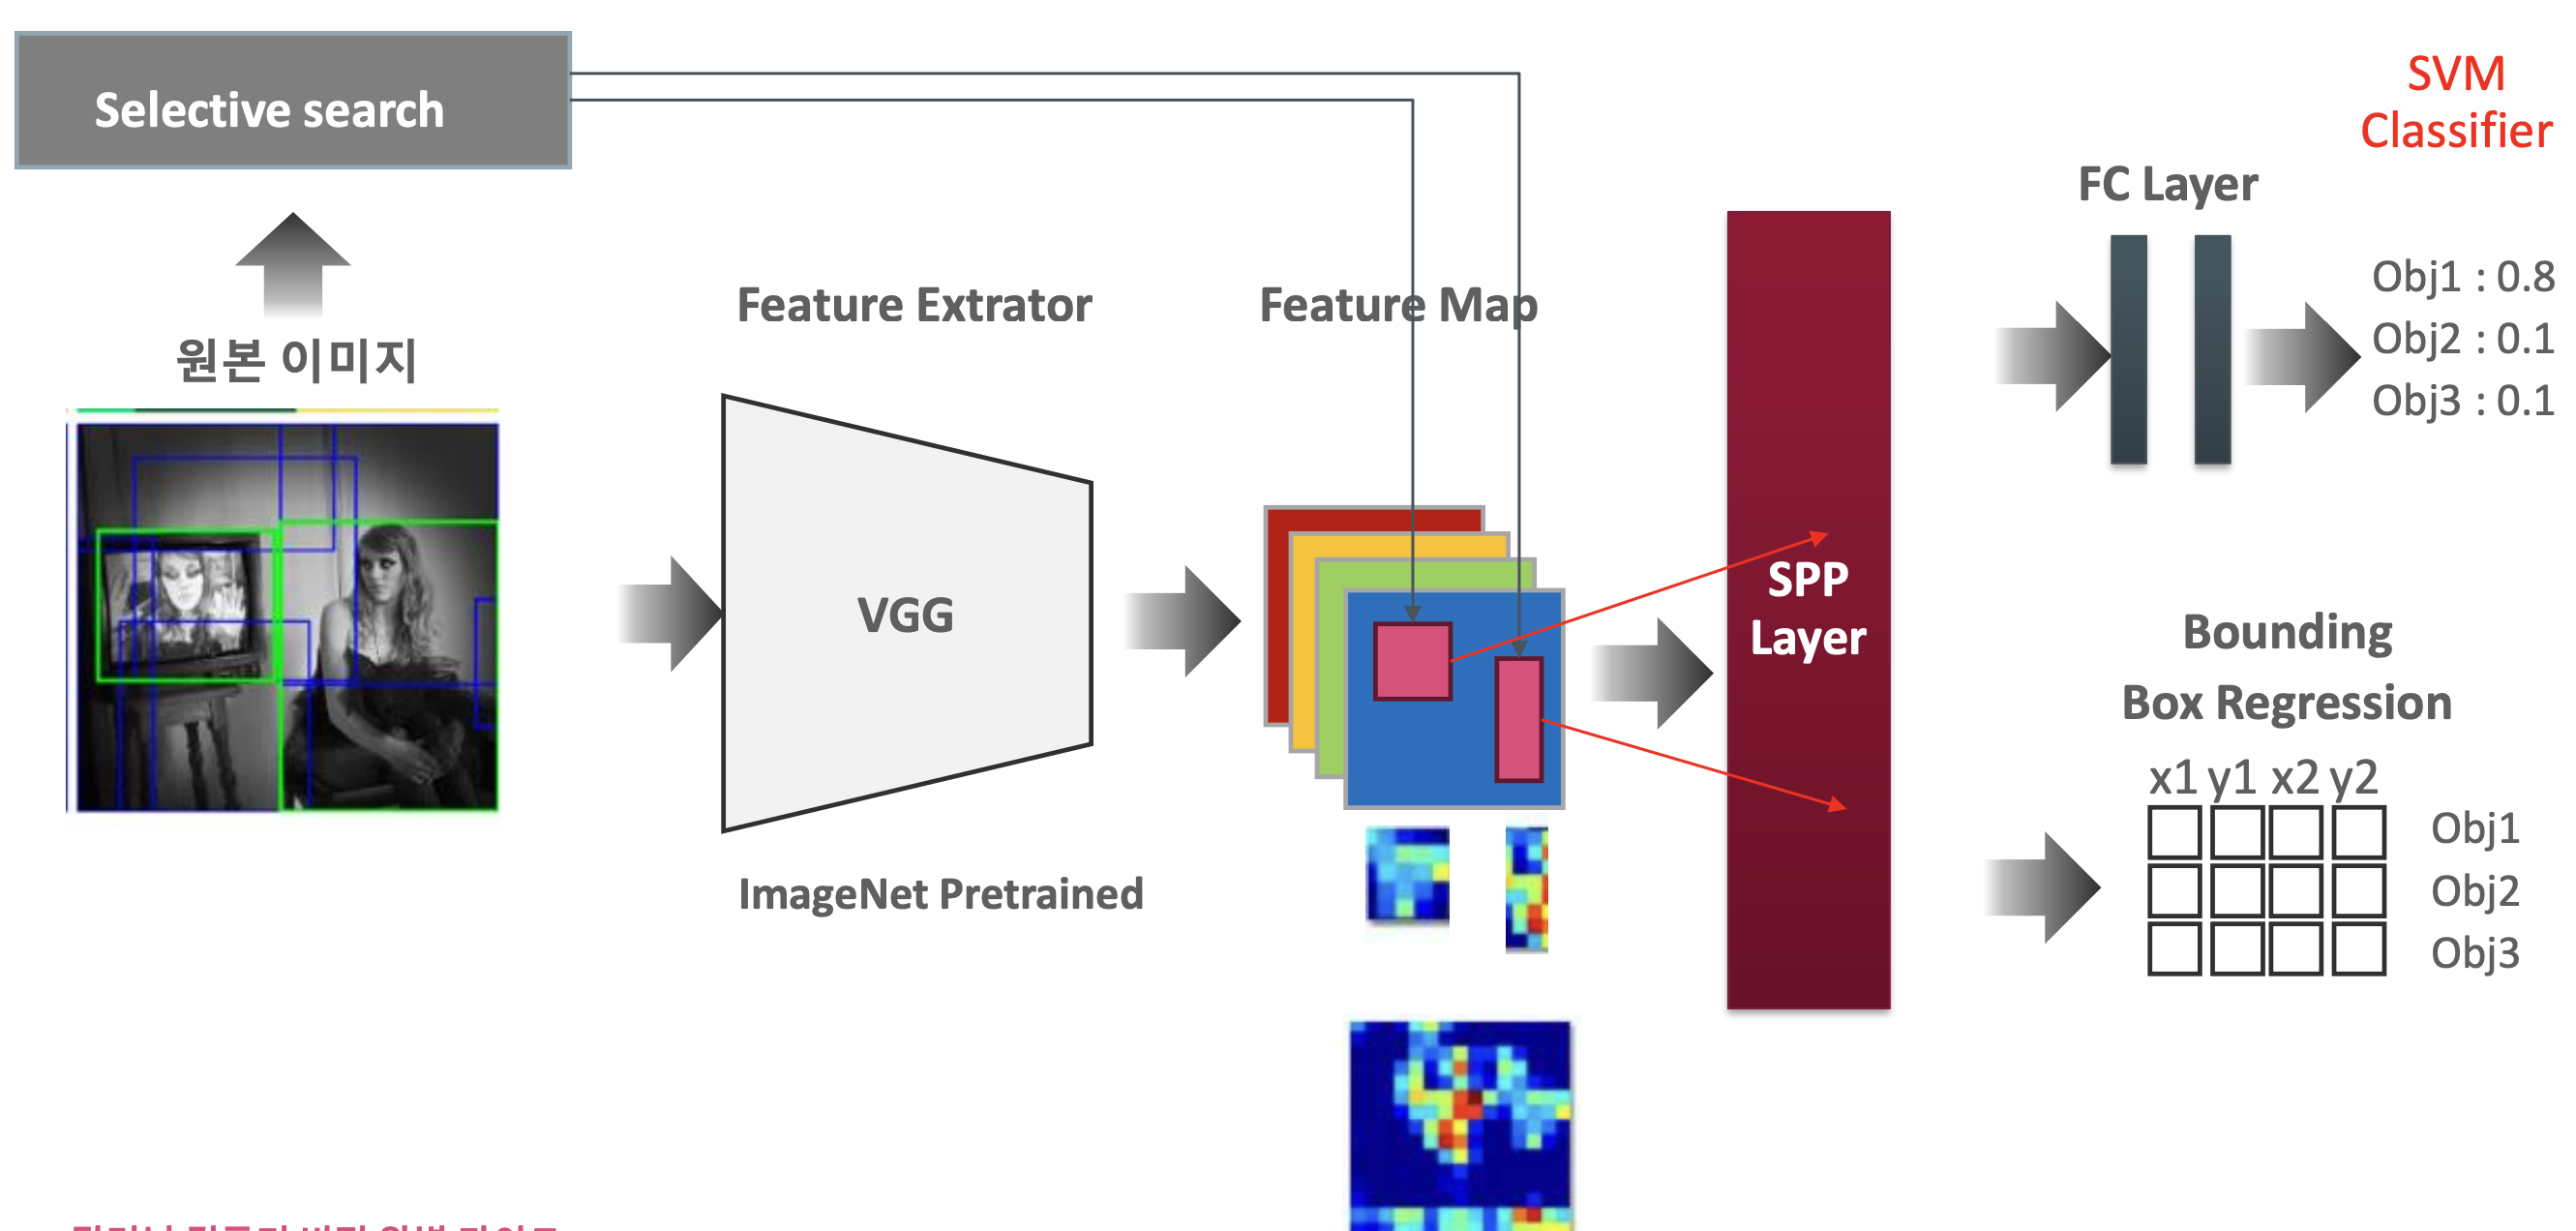 Selective search
SVM
Classifier
FC Layer
원본 이미지
Feature Extrator
Feature Map
Obj1 : 0.8
Obj2 : 0.1
Obj3 : 0.1
VGG
SPP
Layer
Bounding
Box Regression
x1 y1 x2 y2
Obj1
Obj2
Obj3
ImageNet Pretrained